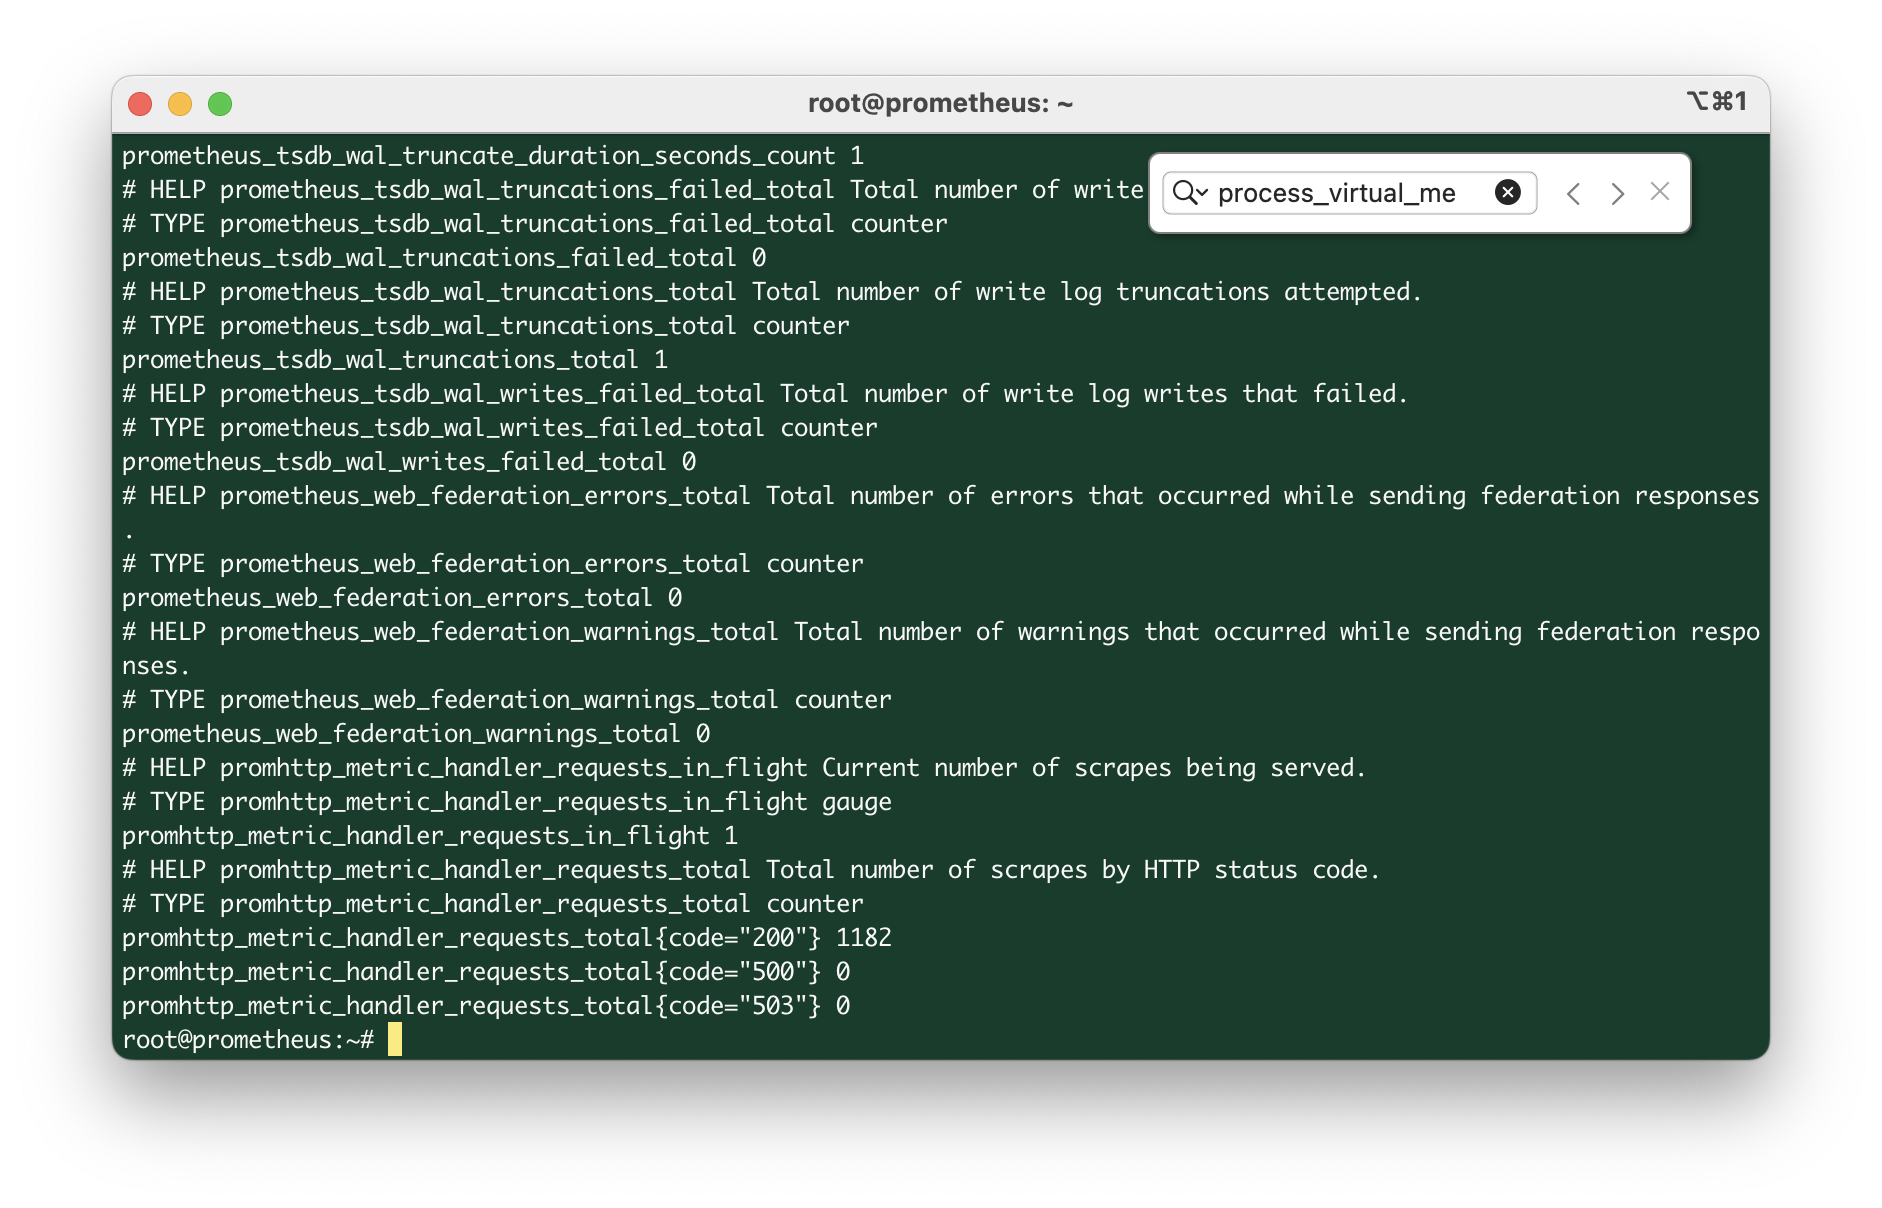 root@prometheus: ~
⌥⌘1
process_virtual_me
prometheus_tsdb_wal_truncate_duration_seconds_count 1
# HELP prometheus_tsdb_wal_truncations_failed_total Total number of write
# TYPE prometheus_tsdb_wal_truncations_failed_total counter
prometheus_tsdb_wal_truncations_failed_total 0
# HELP prometheus_tsdb_wal_truncations_total Total number of write log truncations attempted.
# TYPE prometheus_tsdb_wal_truncations_total counter
prometheus_tsdb_wal_truncations_total 1
# HELP prometheus_tsdb_wal_writes_failed_total Total number of write log writes that failed.
# TYPE prometheus_tsdb_wal_writes_failed_total counter
prometheus_tsdb_wal_writes_failed_total 0
# HELP prometheus_web_federation_errors_total Total number of errors that occurred while sending federation responses
.
# TYPE prometheus_web_federation_errors_total counter
prometheus_web_federation_errors_total 0
# HELP prometheus_web_federation_warnings_total Total number of warnings that occurred while sending federation respo
nses.
# TYPE prometheus_web_federation_warnings_total counter
prometheus_web_federation_warnings_total 0
# HELP promhttp_metric_handler_requests_in_flight Current number of scrapes being served.
# TYPE promhttp_metric_handler_requests_in_flight gauge
promhttp_metric_handler_requests_in_flight 1
# HELP promhttp_metric_handler_requests_total Total number of scrapes by HTTP status code.
# TYPE promhttp_metric_handler_requests_total counter
promhttp_metric_handler_requests_total{code="200"} 1182
promhttp_metric_handler_requests_total{code="500"} 0
promhttp_metric_handler_requests_total{code="503"} 0
root@prometheus:~#